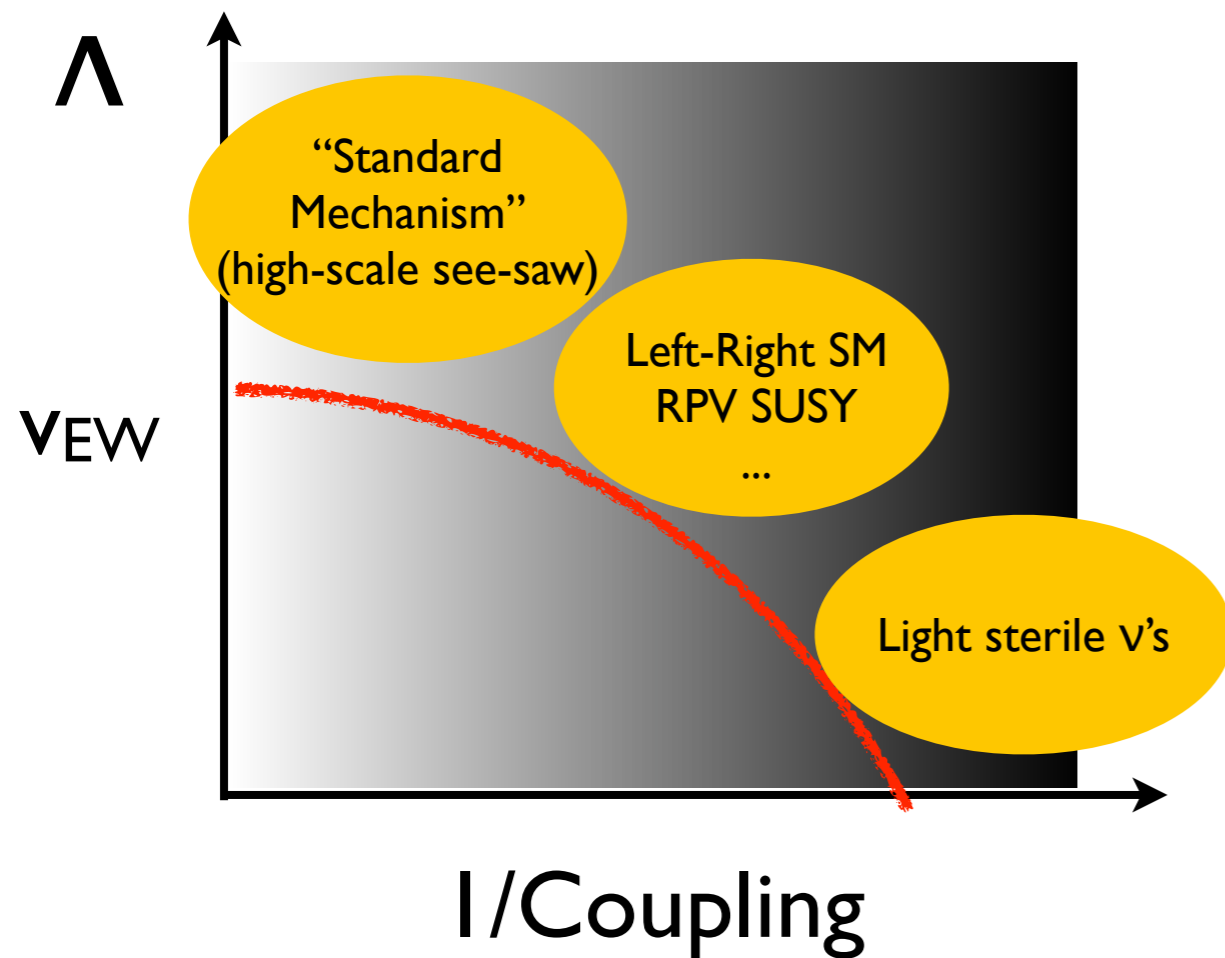 Λ
“Standard
Mechanism”
(high-scale see-saw)
Left-Right SM
RPV SUSY
...
vEW
Light sterile ν’s
1/Coupling